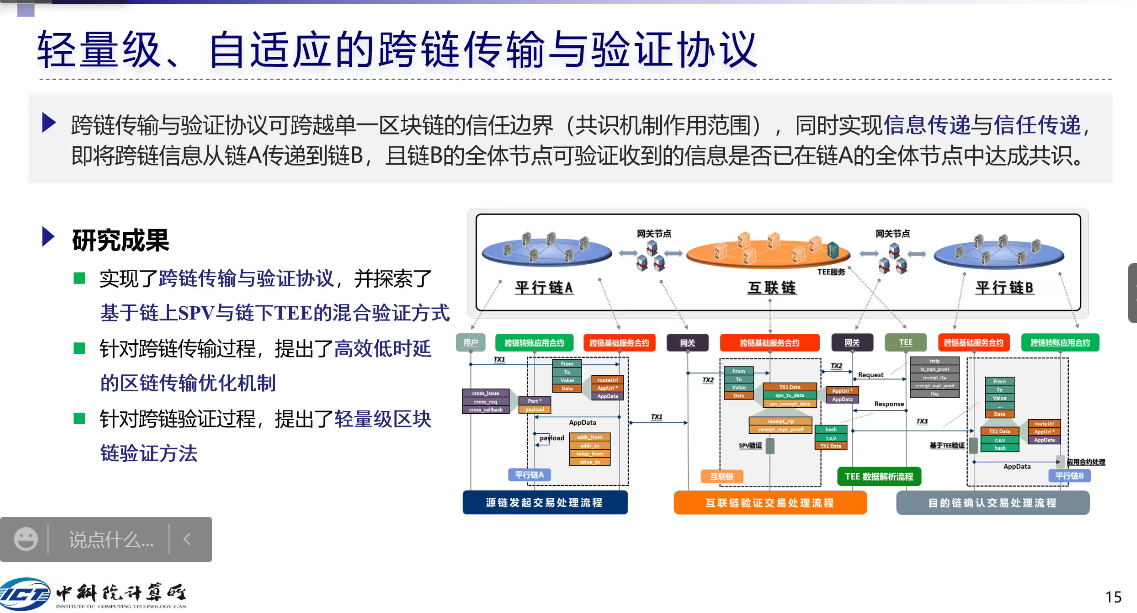 轻量级、自适应的跨链传输与验证协议
跨链传输与验证协议可跨越单一区块链的信任边界（共识机制作用范围），同时实现信息传递与信任传递，
即将跨链信息从链A传递到链B，且链B的全体节点可验证收到的信息是否已在链A的全体节点中达成共识。
研究成果
实现了跨链传输与验证协议，并探索了
基于链上SPV与链下TEE的混合验证方式
针对跨链传输过程，提出了高效低时延
的区链传输优化机制
针对跨链验证过程，提出了轻量级区块
链验证方法
网关节点
网关节点
TEE服务
平行链A
互联链
平行链B
用户
跨链转账应用合约
跨链基础服务合约
网关
跨链基础服务合约
网关
TEE
跨链基础服务合约
跨链转账应用合约
TX1
From
To
Value
Data
routeUrl
AppUrl *
AppData
cross_issue
cross_req
cross_callback
Port *
payload
AppData
payload
addr_from
addr_to
value_from
value_to
TX1
平行链A
TX2
From
To
Value
Data
TX1 Data
spv_tx_data
spv_receipt_data
receipt_rlp
receipt_mpt_proof
SPV验证
互联链
TX2
AppUrl *
AppData
Request
Response
hash
r,s,v
TX1 Data
TX3
tx_mpt_proof
receipt_rlp
receipt_mpt_proof
flag
From
To
Value
...
Data
TX1 Data
r,s,v
hash
routeUrl
AppUrl *
AppData
基于TEE验证
AppData
应用合约处理
平行链B
TEE 数据解析流程
源链发起交易处理流程
互联链验证交易处理流程
目的链确认交易处理流程
说点什么...
ICT
中科院计算所
INSTITUTE OF COMPUTING TECHNOLOGY,CAS
15